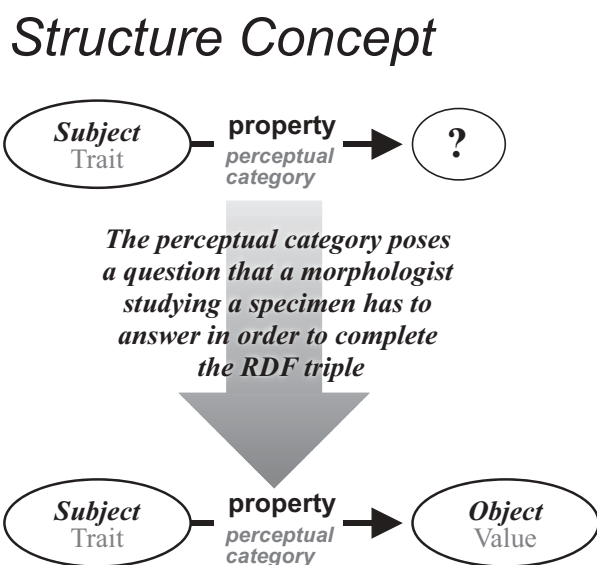 Structure Concept
Subject property ?
Trait perceptual
category
The perceptual category poses
a question that a morphologist
studying a specimen has to
answer in order to complete
the RDF triple
Subject property Object
Trait perceptual Value
category